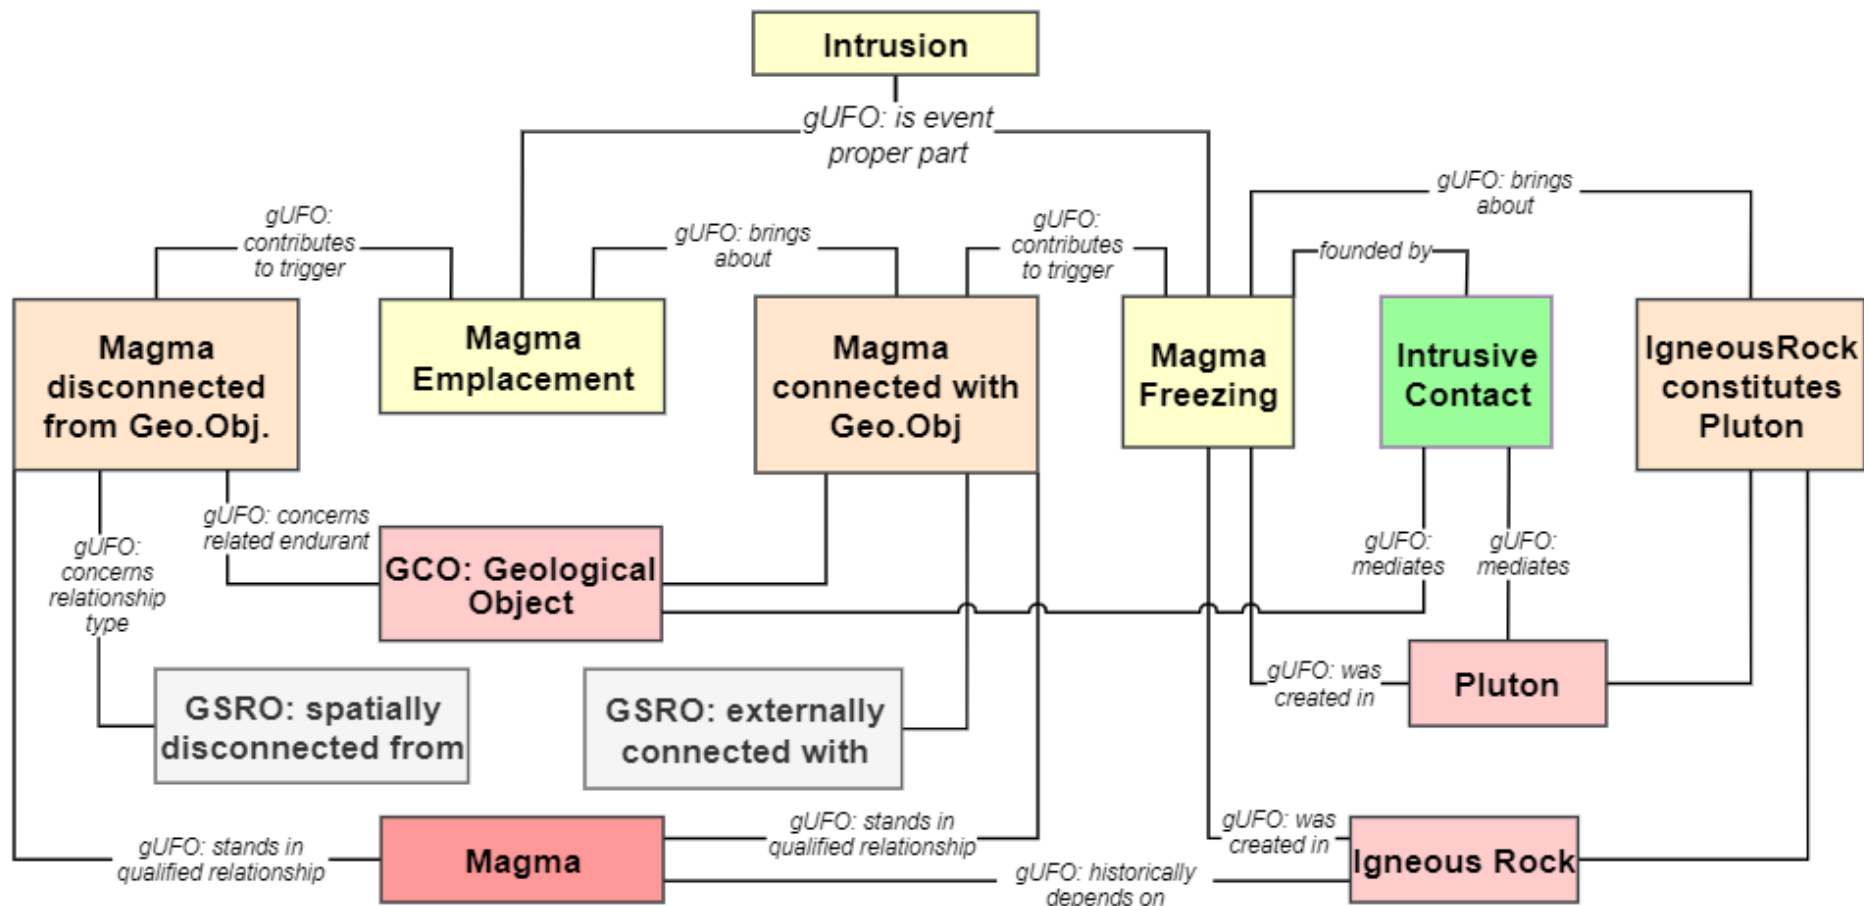 Intrusion
gUFO: is event
proper part
gUFO: brings
about
gUFO:
contributes
to trigger
gUFO: brings
about
gUFO:
contributes
to trigger
founded by
Magma
disconnected
from Geo.Obj.
Magma
Emplacement
Magma
connected with
Geo.Obj
Magma
Freezing
Intrusive
Contact
IgneousRock
constitutes
Pluton
gUFO: concerns
related endurant
gUFO:
concerns
relationship
type
GCO: Geological
Object
gUFO:
mediates
gUFO:
mediates
GSRO: spatially
disconnected from
GSRO: externally
connected with
gUFO: was
created in
Pluton
gUFO: stands in
qualified relationship
Magma
gUFO: stands in
qualified relationship
gUFO: was
created in
Igneous Rock
gUFO: historically
depends on